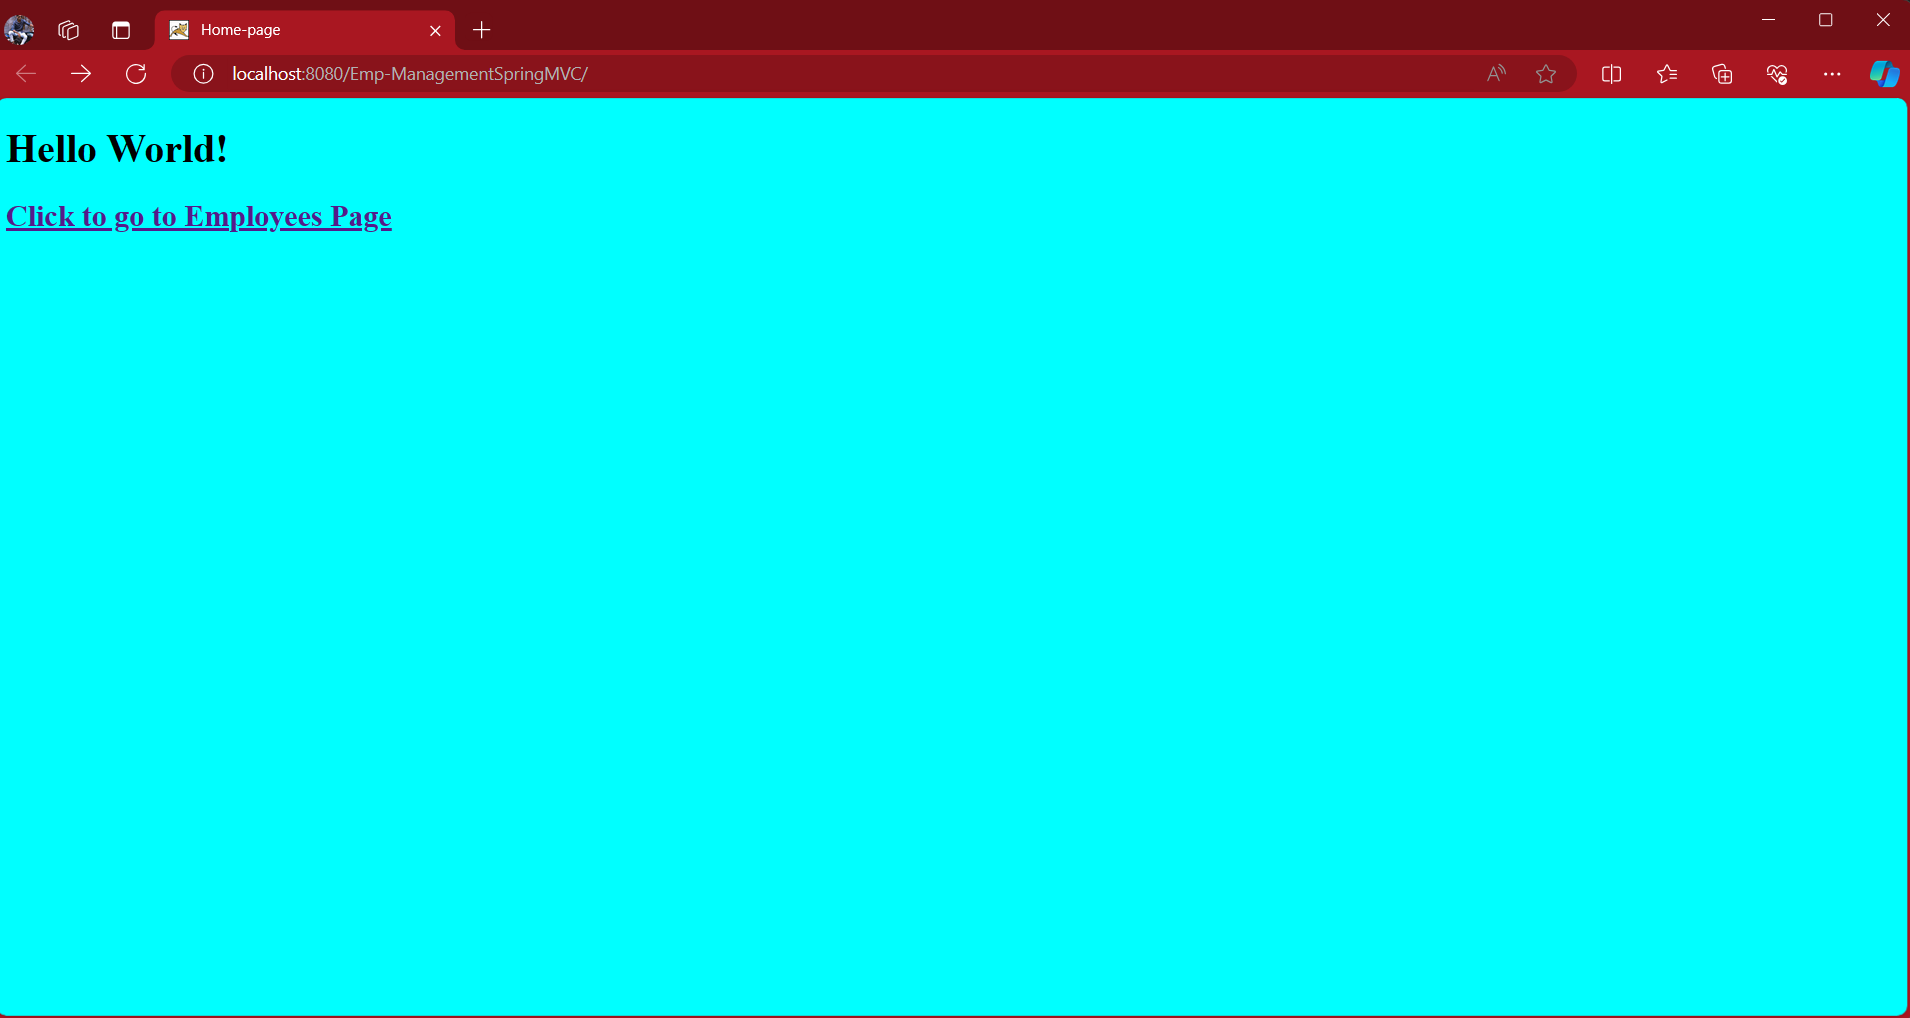 Home-page
localhost:8080/Emp-ManagementSpringMVC/
Hello World!
Click to go to Employees Page